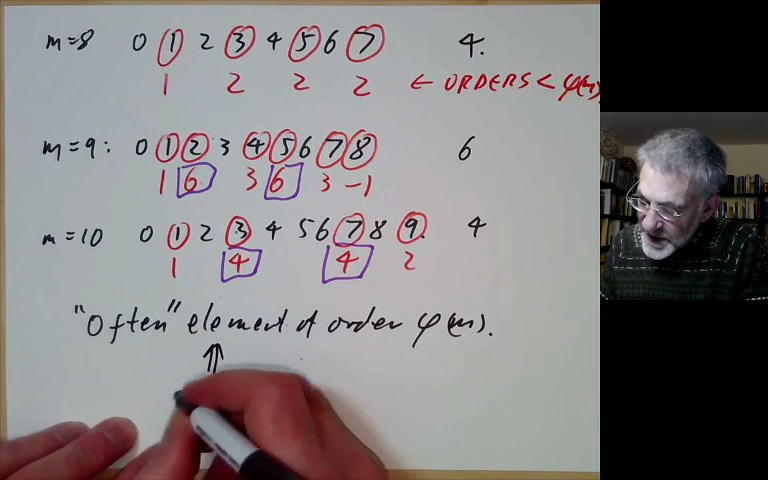 m=8 0 1 2 3 4 5 6 7 4.
1 2 2 2 ← ORDERS < φ(m)
m=9: 0 1 2 3 4 5 6 7 8 6
1 6 3 6 3 -1
m=10 0 1 2 3 4 5 6 7 8 9. 4
1 4 4 2
"Often" element of order φ(m).
⇑